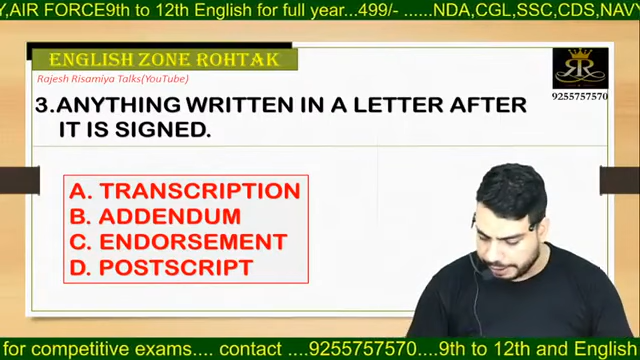 Y,AIR FORCE9th to 12th English for full year...499/- ......NDA,CGL,SSC,CDS,NAVY
ENGLISH ZONE ROHTAK
Rajesh Risamiya Talks(YouTube)
RR
9255757570
3.ANYTHING WRITTEN IN A LETTER AFTER
IT IS SIGNED.
A. TRANSCRIPTION
B. ADDENDUM
C. ENDORSEMENT
D. POSTSCRIPT
for competitive exams.... contact ....9255757570....9th to 12th and English